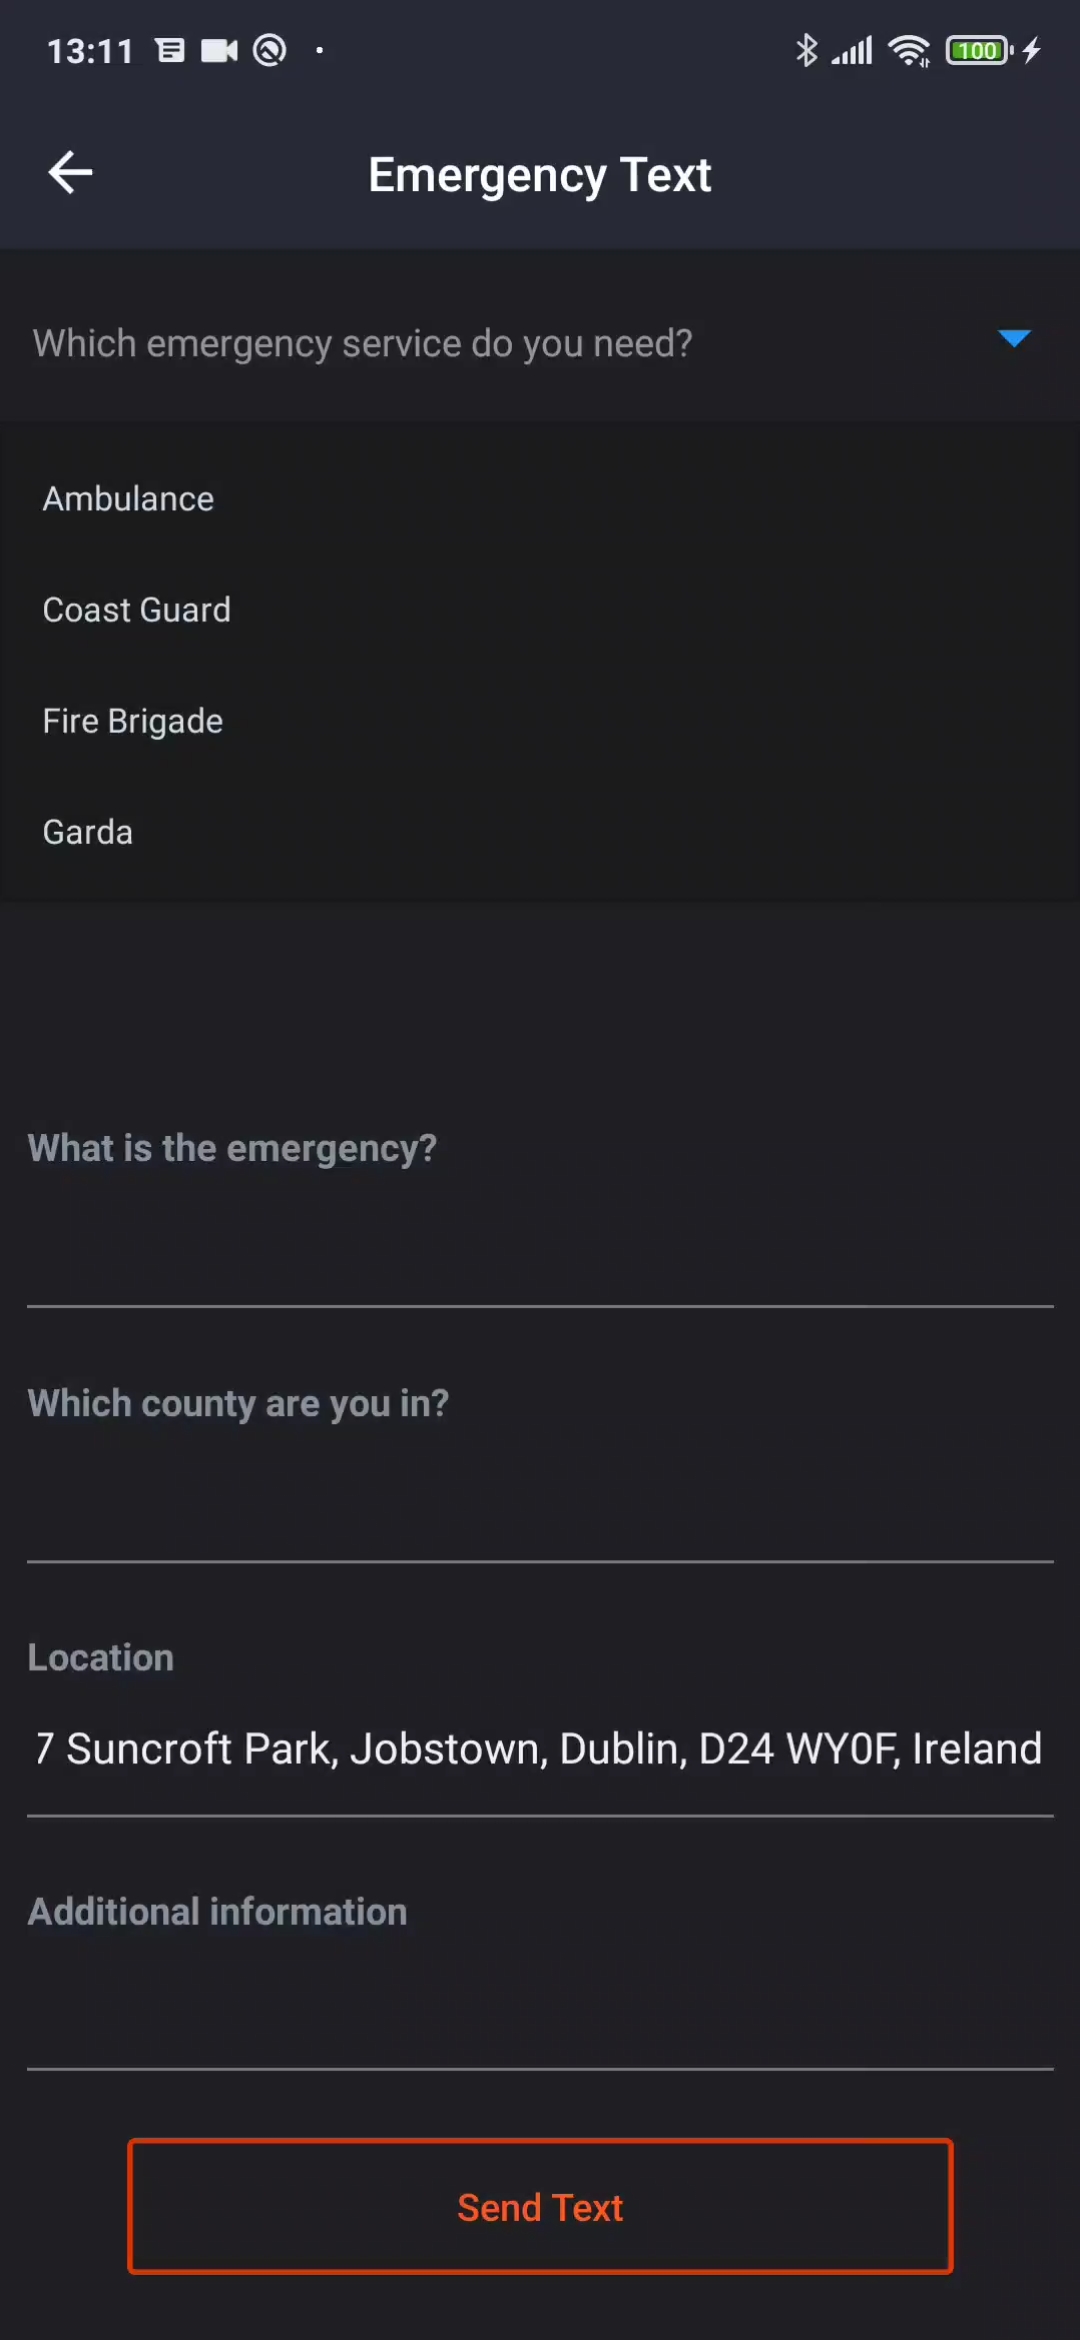 13:11
100
Emergency Text
Which emergency service do you need?
Ambulance
Coast Guard
Fire Brigade
Garda
What is the emergency?
Which county are you in?
Location
7 Suncroft Park, Jobstown, Dublin, D24 WY0F, Ireland
Additional information
Send Text